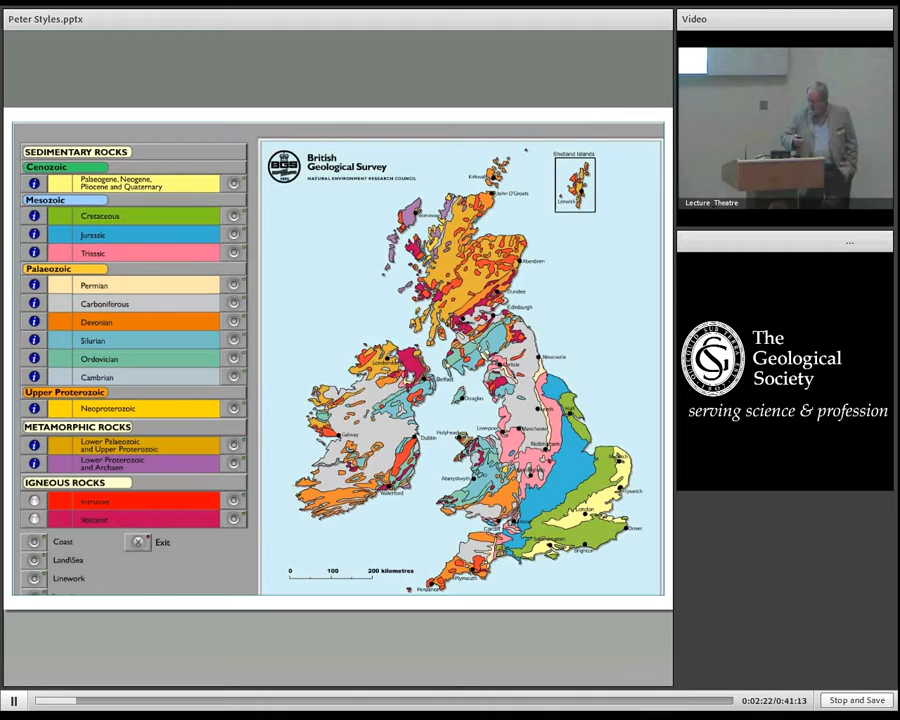 Peter Styles.pptx
Video
SEDIMENTARY ROCKS
Cenozoic
Palaeogene, Neogene,
Pliocene and Quaternary
Mesozoic
Cretaceous
Jurassic
Triassic
Palaeozoic
Permian
Carboniferous
Devonian
Silurian
Ordovician
Cambrian
Upper Proterozoic
Neoproterozoic
METAMORPHIC ROCKS
Lower Palaeozoic
and Upper Proterozoic
Lower Proterozoic
and Archaen
IGNEOUS ROCKS
Intrusive
Volcanic
Coast
Exit
Land\Sea
Linework
BGS
British
Geological Survey
NATURAL ENVIRONMENT RESEARCH COUNCIL
Shetland Islands
Lerwick
Kirkwall
John O'Groats
Stornoway
Aberdeen
Dundee
Edinburgh
Newcastle
Carlisle
Belfast
Douglas
Leeds
Hull
Liverpool
Manchester
Galway
Dublin
Holyhead
Nottingham
Norwich
Aberystwyth
Ipswich
Waterford
London
Cardiff
Dover
Southampton
Brighton
Plymouth
Penzance
0 100 200 kilometres
Lecture Theatre
...
The
Geological
Society
serving science & profession
0:02:22/0:41:13
Stop and Save